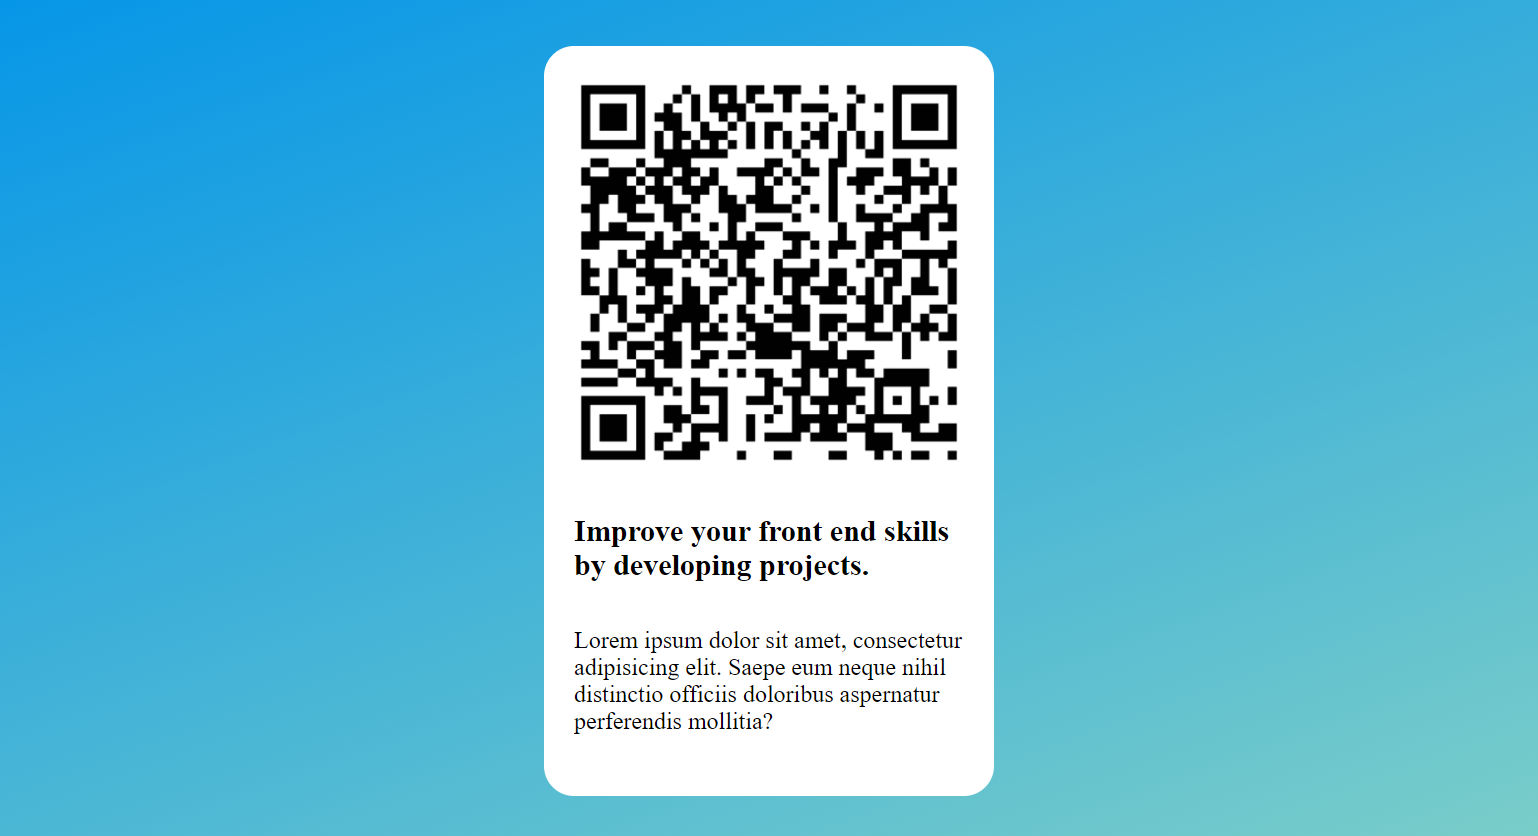 Improve your front end skills
by developing projects.
Lorem ipsum dolor sit amet, consectetur
adipisicing elit. Saepe eum neque nihil
distinctio officiis doloribus aspernatur
perferendis mollitia?